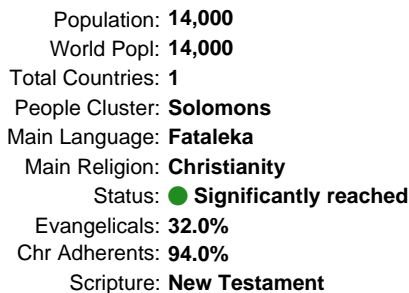 Population: 14,000
World Popl: 14,000
Total Countries: 1
People Cluster: Solomons
Main Language: Fataleka
Main Religion: Christianity
Status: Significantly reached
Evangelicals: 32.0%
Chr Adherents: 94.0%
Scripture: New Testament